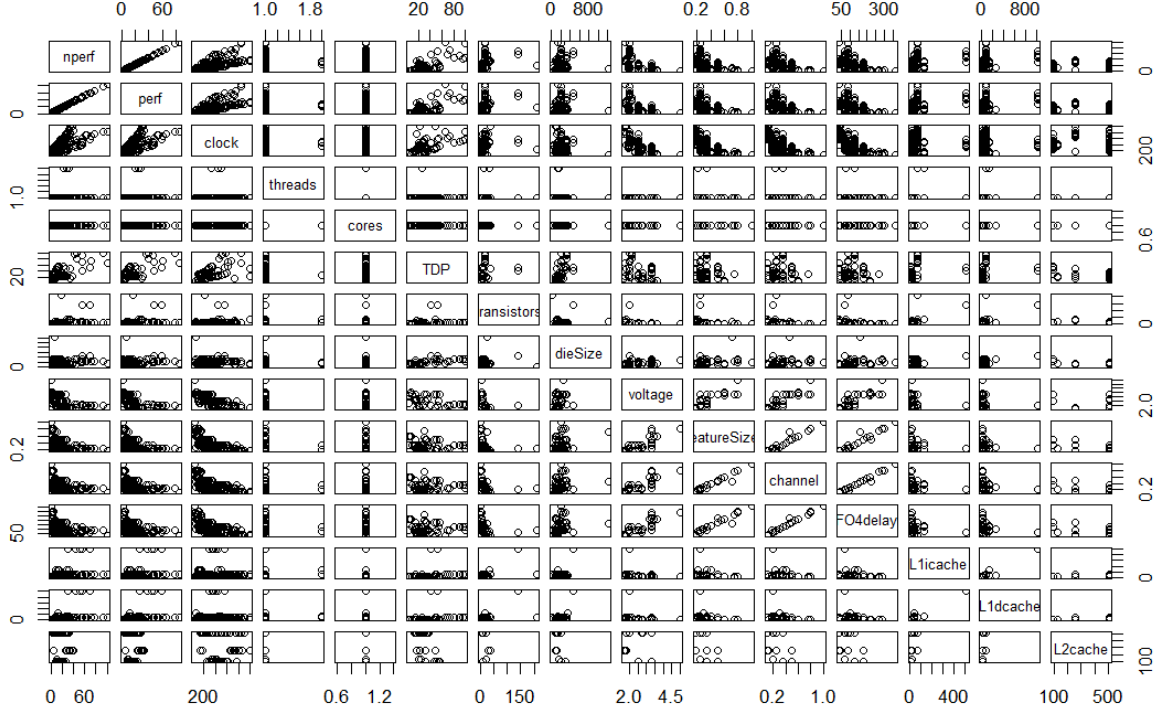 0 60 1.0 1.8 20 80 0 400 800 0.2 0.8 50 300 0 800
nperf 0
0 perf
clock 200
1.0 threads
cores 0.6
20 TDP
ransistors 0
0 dieSize
voltage 2.0
0.2 eatureSize
channel 0.2
50 FO4delay
L1icache 0
0 L1dcache
L2cache 100
0 60 200 0.6 1.2 0 150 2.0 4.5 0.2 1.0 0 400 100 500